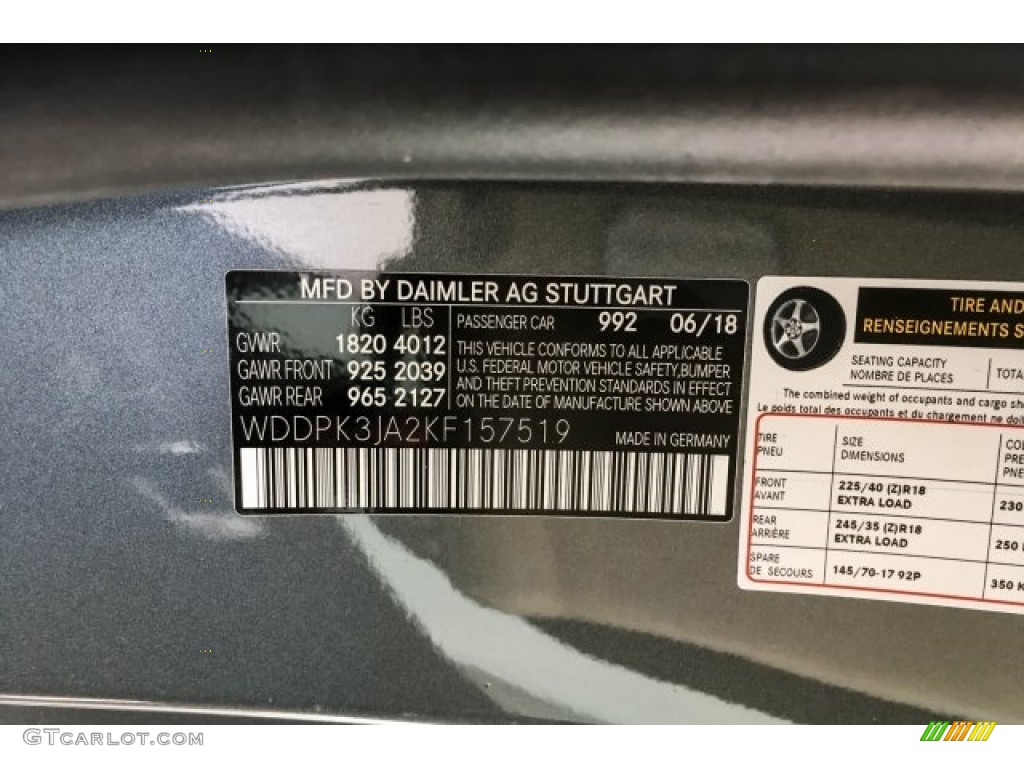 MFD BY DAIMLER AG STUTTGART
KG LBS
GVWR 1820 4012
GAWR FRONT 925 2039
GAWR REAR 965 2127
PASSENGER CAR 992 06/18
THIS VEHICLE CONFORMS TO ALL APPLICABLE
U.S. FEDERAL MOTOR VEHICLE SAFETY,BUMPER
AND THEFT PREVENTION STANDARDS IN EFFECT
ON THE DATE OF MANUFACTURE SHOWN ABOVE
WDDPK3JA2KF157519 MADE IN GERMANY
TIRE AND
RENSEIGNEMENTS S
SEATING CAPACITY
NOMBRE DE PLACES
TOTA
The combined weight of occupants and cargo sh
Le poids total des occupants et du chargement ne doi
TIRE
PNEU
SIZE
DIMENSIONS
CO
PRE
PNE
FRONT
AVANT
225/40 (Z)R18
EXTRA LOAD
230
REAR
ARRIÈRE
245/35 (Z)R18
EXTRA LOAD
250
SPARE
DE SECOURS
145/70-17 92P
350 K
GTcarlot.com